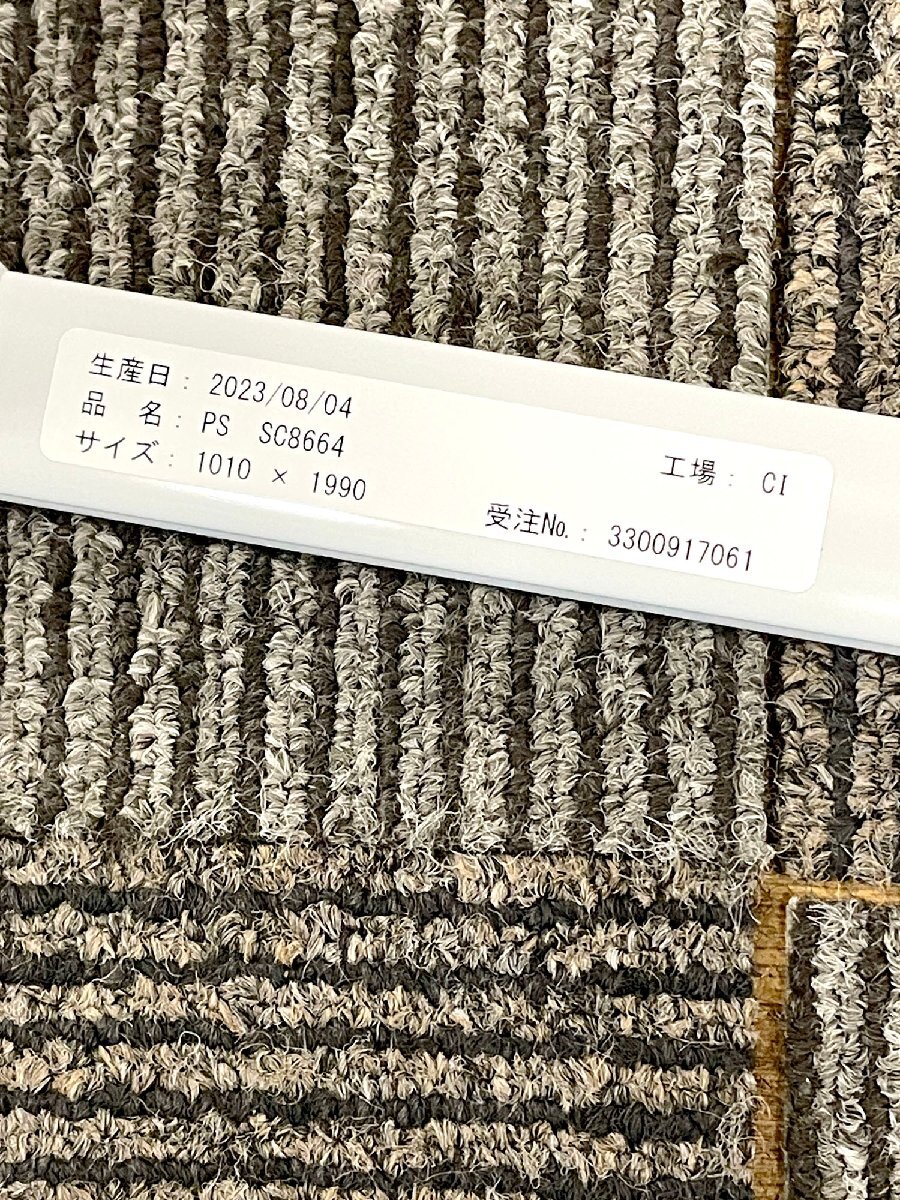 生産日： 2023/08/04
品　名： PS　SC8664
工場： CI
サイズ： 1010 × 1990
受注No.： 3300917061